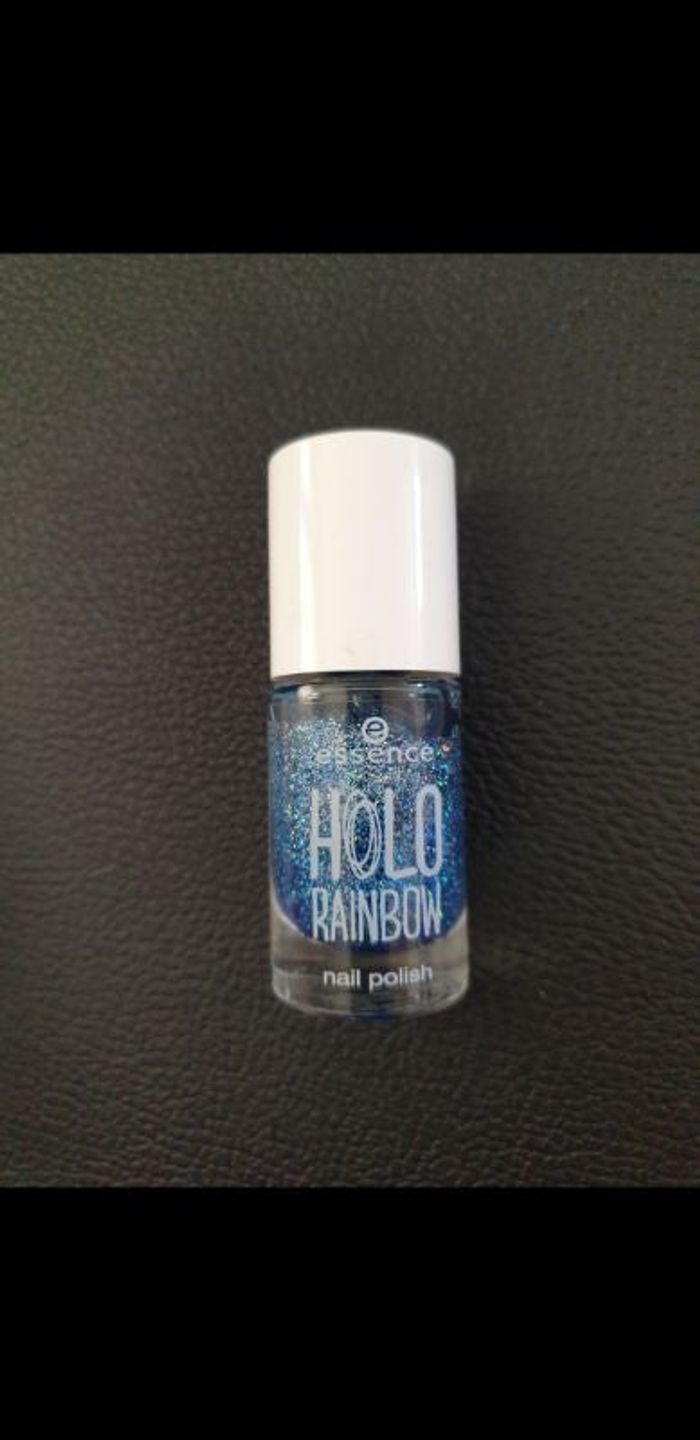 essence
HOLO
RAINBOW
nail polish